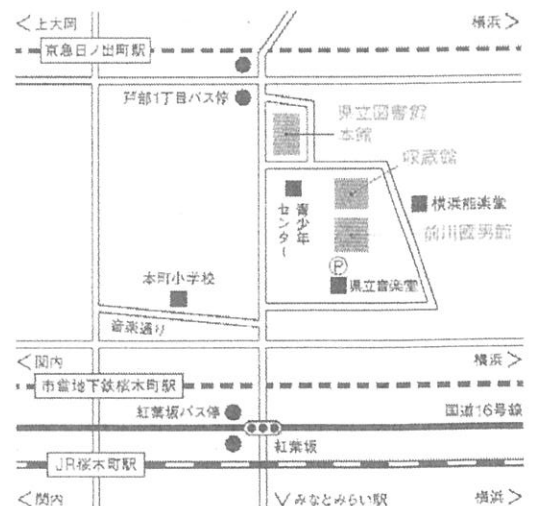 <上大岡
横浜>
京急日ノ出町駅
戸部1丁目バス停
県立図書館
本館
収蔵館
青少年
センター
横浜能楽堂
前川國男館
P
県立音楽堂
本町小学校
音楽通り
<関内
横浜>
市営地下鉄桜木町駅
紅葉坂バス停
国道16号線
紅葉坂
JR桜木町駅
<関内
∨みなとみらい駅
横浜>